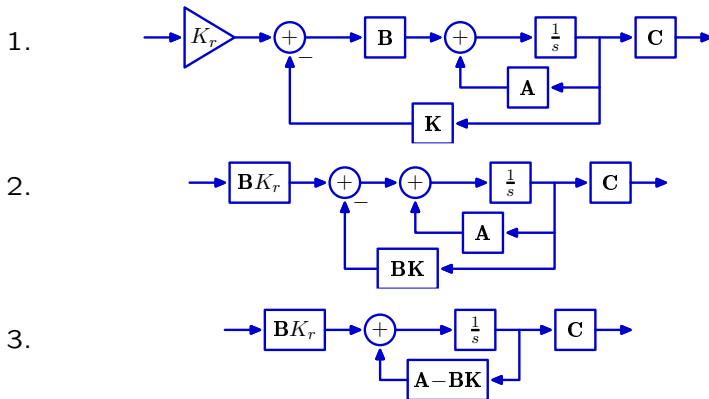 1. K_r + − B + 1/s C
A
K
2. BK_r + − + 1/s C
A
BK
3. BK_r + 1/s C
A−BK